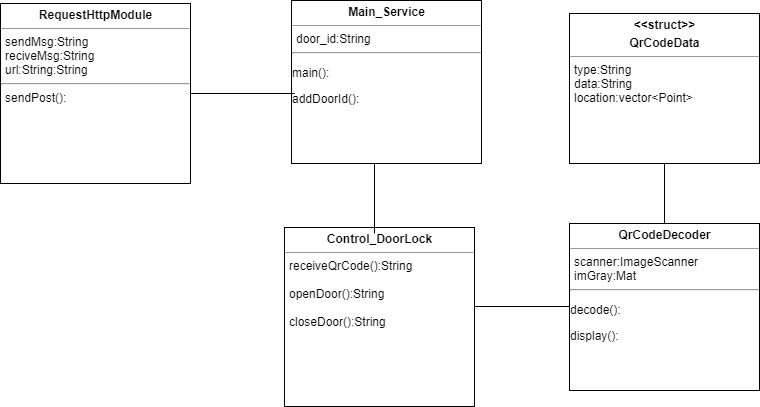 RequestHttpModule
sendMsg:String
reciveMsg:String
url:String:String
sendPost():
Main_Service
door_id:String
main():
addDoorId():
<<struct>>
QrCodeData
type:String
data:String
location:vector<Point>
Control_DoorLock
receiveQrCode():String
openDoor():String
closeDoor():String
QrCodeDecoder
scanner:ImageScanner
imGray:Mat
decode():
display():